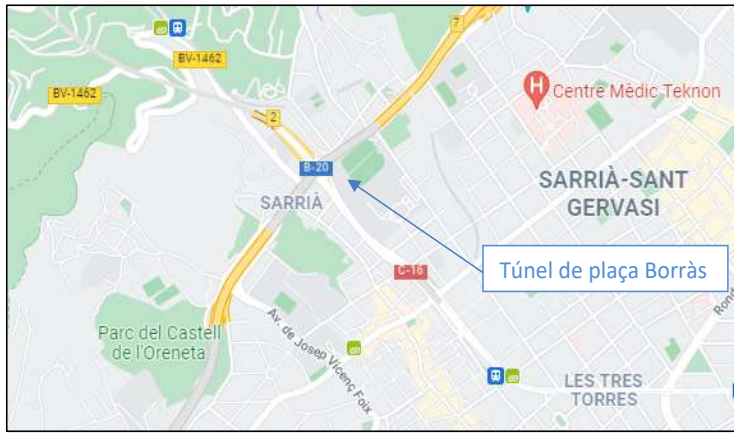 BV-1462
BV-1462
7
2
H
Centre Mèdic Teknon
B-20
SARRIÀ
SARRIÀ-SANT
GERVASI
Túnel de plaça Borràs
C-16
Parc del Castell
de l'Oreneta
Av. de Josep Vicenç Foix
Rond
LES TRES
TORRES